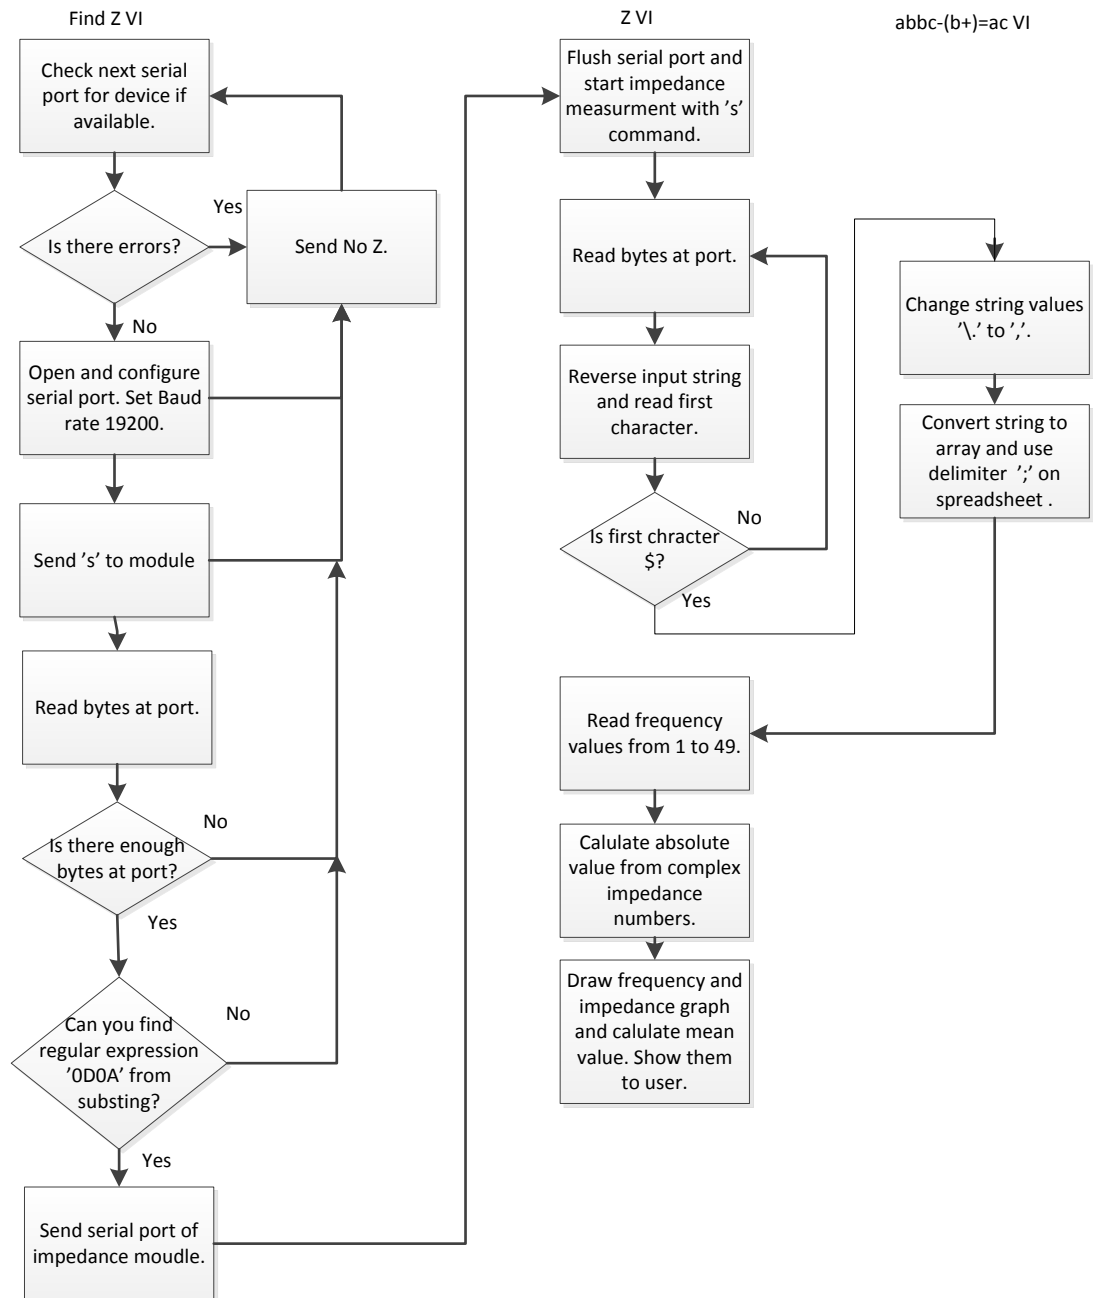 Find Z VI
Check next serial
port for device if
available.
Yes
Is there errors?
Send No Z.
No
Open and configure
serial port. Set Baud
rate 19200.
Send ’s’ to module
Read bytes at port.
No
Is there enough
bytes at port?
Yes
No
Can you find
regular expression
’0D0A’ from
substing?
Yes
Send serial port of
impedance moudle.
Z VI
Flush serial port and
start impedance
measurment with ’s’
command.
Read bytes at port.
Reverse input string
and read first
character.
No
Is first chracter
$?
Yes
abbc-(b+)=ac VI
Change string values
’\.’ to ’,’.
Convert string to
array and use
delimiter ’;’ on
spreadsheet .
Read frequency
values from 1 to 49.
Calulate absolute
value from complex
impedance
numbers.
Draw frequency and
impedance graph
and calulate mean
value. Show them
to user.